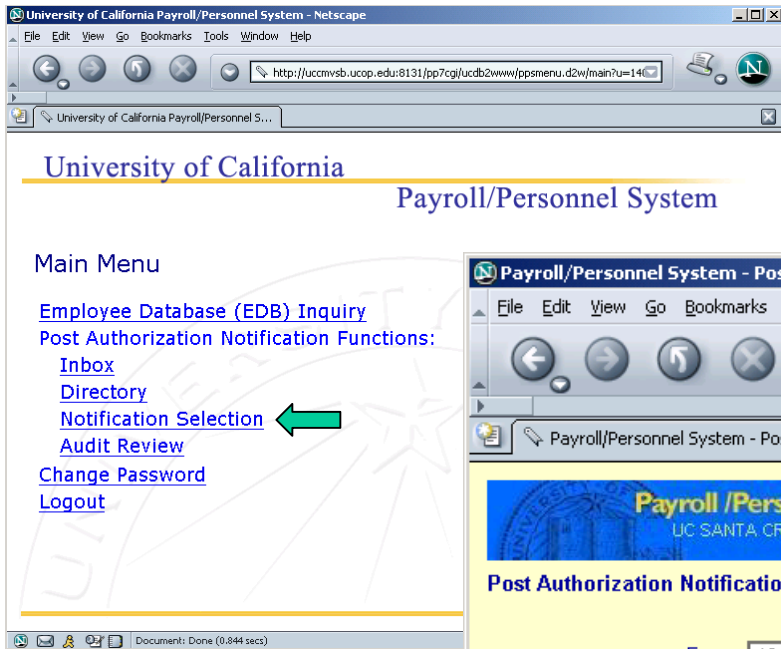 University of California Payroll/Personnel System - Netscape
File Edit View Go Bookmarks Tools Window Help
http://uccmvsb.ucop.edu:8131/pp7cgi/ucdb2www/ppsmenu.d2w/main?u=14
University of California Payroll/Personnel S...
University of California
Payroll/Personnel System
Main Menu
Employee Database (EDB) Inquiry
Post Authorization Notification Functions:
Inbox
Directory
Notification Selection
Audit Review
Change Password
Logout
Document: Done (0.844 secs)
Payroll/Personnel System - Pos
File Edit View Go Bookmarks
Payroll/Personnel System - Po
Payroll /Pers
UC SANTA CR
Post Authorization Notificatio